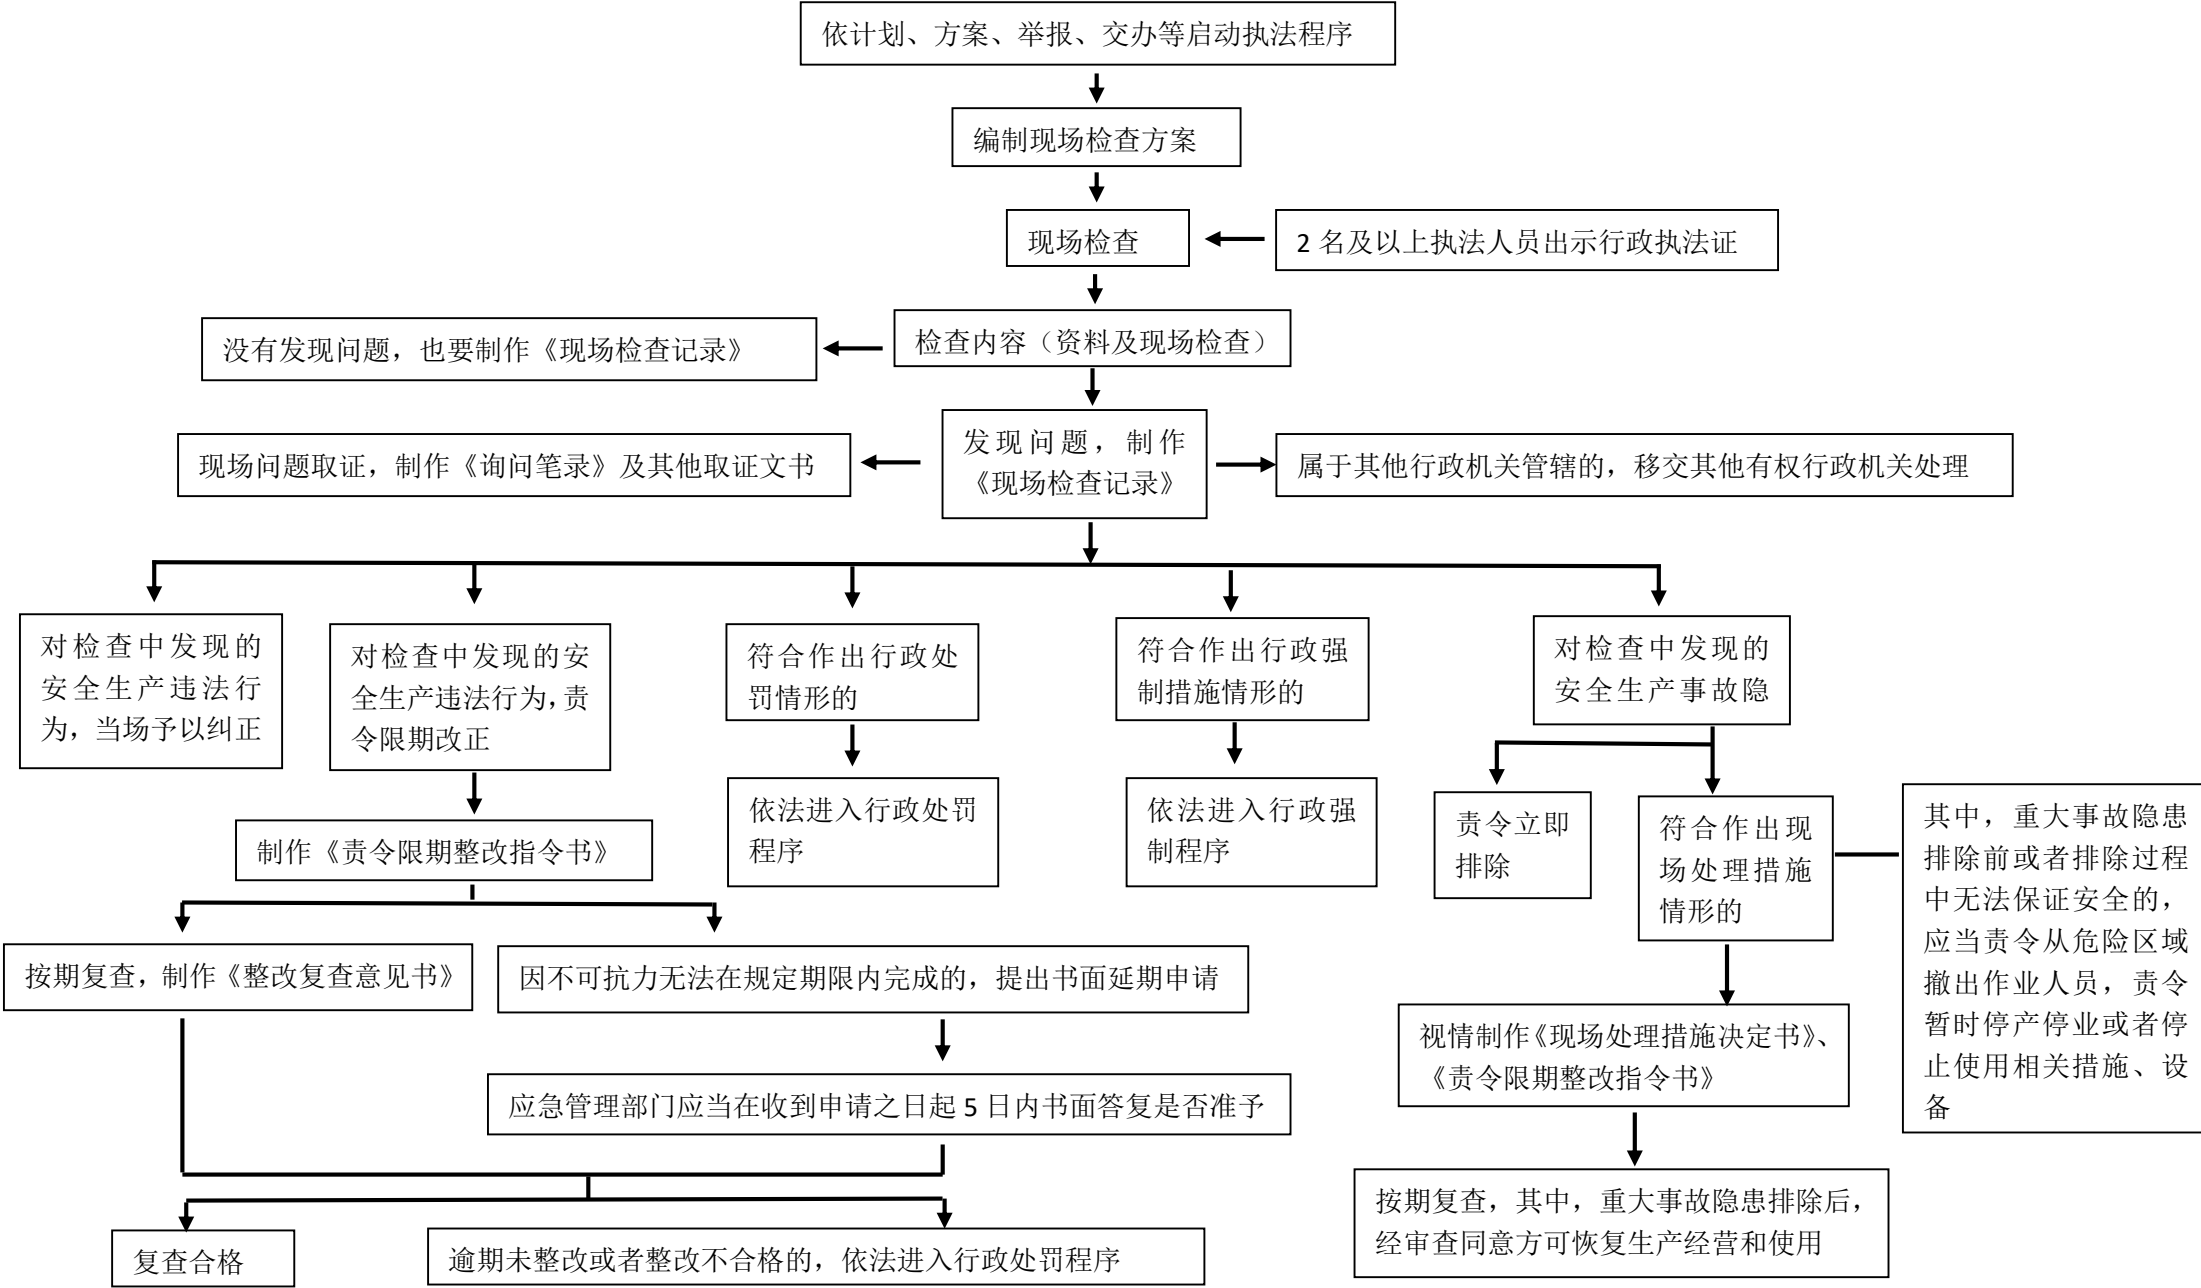 依计划、方案、举报、交办等启动执法程序
编制现场检查方案
现场检查
2 名及以上执法人员出示行政执法证
没有发现问题，也要制作《现场检查记录》
检查内容（资料及现场检查）
现场问题取证，制作《询问笔录》及其他取证文书
发现问题，制作
《现场检查记录》
属于其他行政机关管辖的，移交其他有权行政机关处理
对检查中发现的
安全生产违法行
为，当场予以纠正
对检查中发现的安
全生产违法行为，责
令限期改正
符合作出行政处
罚情形的
符合作出行政强
制措施情形的
对检查中发现的
安全生产事故隐
制作《责令限期整改指令书》
依法进入行政处罚
程序
依法进入行政强
制程序
责令立即
排除
符合作出现
场处理措施
情形的
其中，重大事故隐患
排除前或者排除过程
中无法保证安全的，
应当责令从危险区域
撤出作业人员，责令
暂时停产停业或者停
止使用相关措施、设
备
按期复查，制作《整改复查意见书》
因不可抗力无法在规定期限内完成的，提出书面延期申请
视情制作《现场处理措施决定书》、
《责令限期整改指令书》
应急管理部门应当在收到申请之日起 5 日内书面答复是否准予
按期复查，其中，重大事故隐患排除后，
经审查同意方可恢复生产经营和使用
复查合格
逾期未整改或者整改不合格的，依法进入行政处罚程序